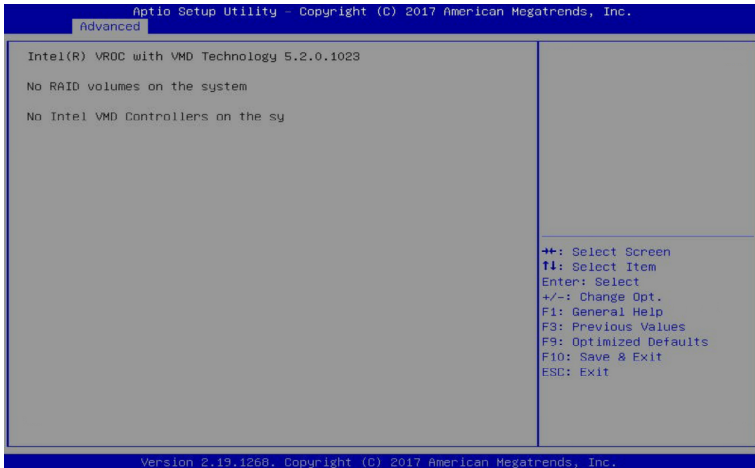 Aptio Setup Utility – Copyright (C) 2017 American Megatrends, Inc.
Advanced
Intel(R) VROC with VMD Technology 5.2.0.1023
No RAID volumes on the system
No Intel VMD Controllers on the sy
→←: Select Screen
↑↓: Select Item
Enter: Select
+/-: Change Opt.
F1: General Help
F3: Previous Values
F9: Optimized Defaults
F10: Save & Exit
ESC: Exit
Version 2.19.1268. Copyright (C) 2017 American Megatrends, Inc.